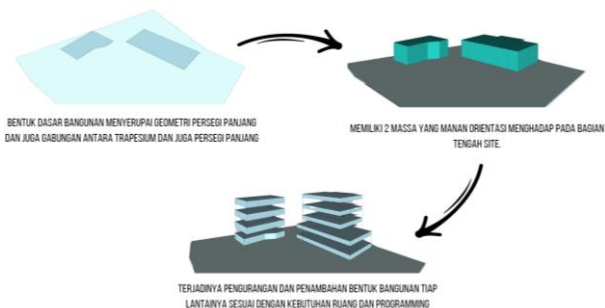 BENTUK DASAR BANGUNAN MENYERUPAI GEOMETRI PERSEGI PANJANG
DAN JUGA GABUNGAN ANTARA TRAPESIUM DAN JUGA PERSEGI PANJANG
MEMILIKI 2 MASSA YANG MANAN ORIENTASI MENGHADAP PADA BAGIAN
TENGAH SITE.
TERJADINYA PENGURANGAN DAN PENAMBAHAN BENTUK BANGUNAN TIAP
LANTAINYA SESUAI DENGAN KEBUTUHAN RUANG DAN PROGRAMMING